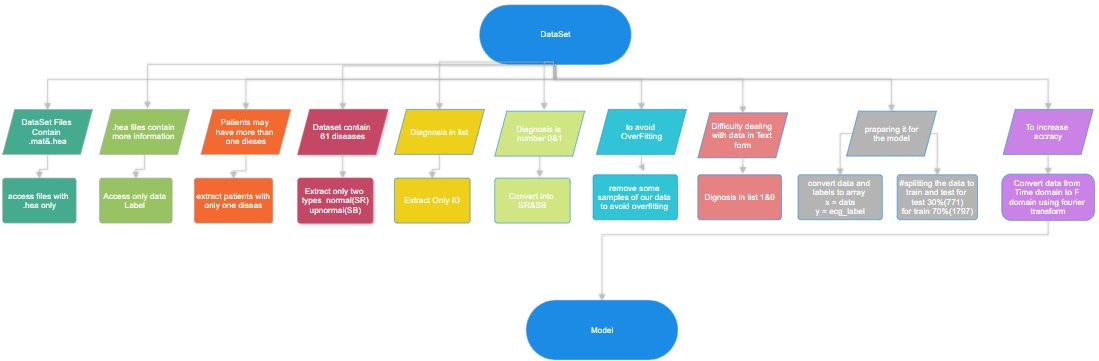 DataSet
DataSet Files
Contain
.mat&.hea
.hea files contain
more information
Patients may
have more than
one dieses
Dataset contain
61 diseases
Diagnosis in list
Diagnosis is
number 0&1
to avoid
OverFitting
Difficulty dealing
with data in Text
form
praparing it for
the model
To increase
accracy
access files with
.hea only
Access only data
Label
extract patients with
only one diseas
Extract only two
types normal(SR)
upnormal(SB)
Extract Only ID
Convert into
SR&SB
remove some
samples of our data
to avoid overfitting
Dignosis in list 1&0
convert data and
labels to array
x = data
y = ecg_label
#splitting the data to
train and test for
test 30%(771)
for train 70%(1797)
Convert data from
Time domain to F
domain using fourier
transform
Model